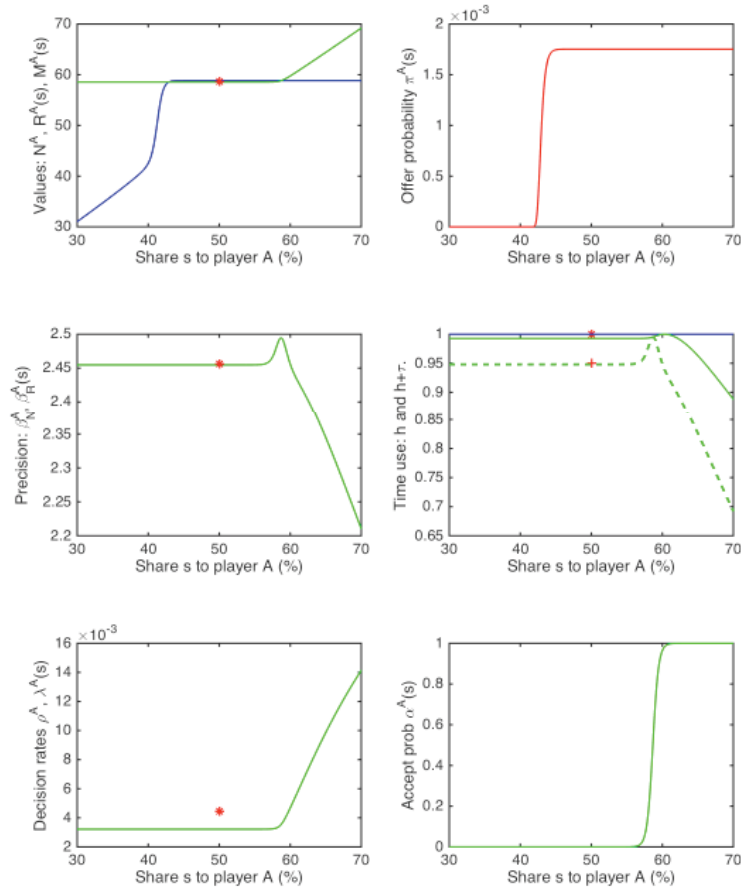 Values: N^A, R^A(s), M^A(s)
70
60
50
40
30
30 40 50 60 70
Share s to player A (%)
×10^-3
Offer probability π^A(s)
2
1.5
1
0.5
0
30 40 50 60 70
Share s to player A (%)
Precision: β_N^A, β_R^A(s)
2.5
2.45
2.4
2.35
2.3
2.25
2.2
30 40 50 60 70
Share s to player A (%)
Time use: h and h+τ.
1
0.95
0.9
0.85
0.8
0.75
0.7
0.65
30 40 50 60 70
Share s to player A (%)
×10^-3
Decision rates ρ^A, λ^A(s)
16
14
12
10
8
6
4
2
30 40 50 60 70
Share s to player A (%)
Accept prob α^A(s)
1
0.8
0.6
0.4
0.2
0
30 40 50 60 70
Share s to player A (%)